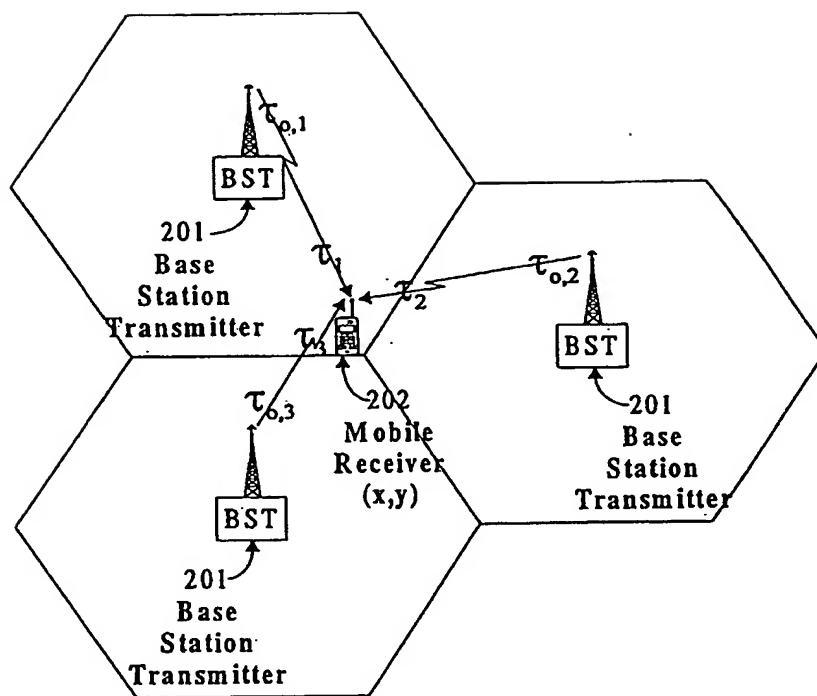 τo,1
BST
201
Base
Station
Transmitter
τ1
τ2
τo,2
BST
201
Base
Station
Transmitter
τ3
202
Mobile
Receiver
(x,y)
τo,3
BST
201
Base
Station
Transmitter